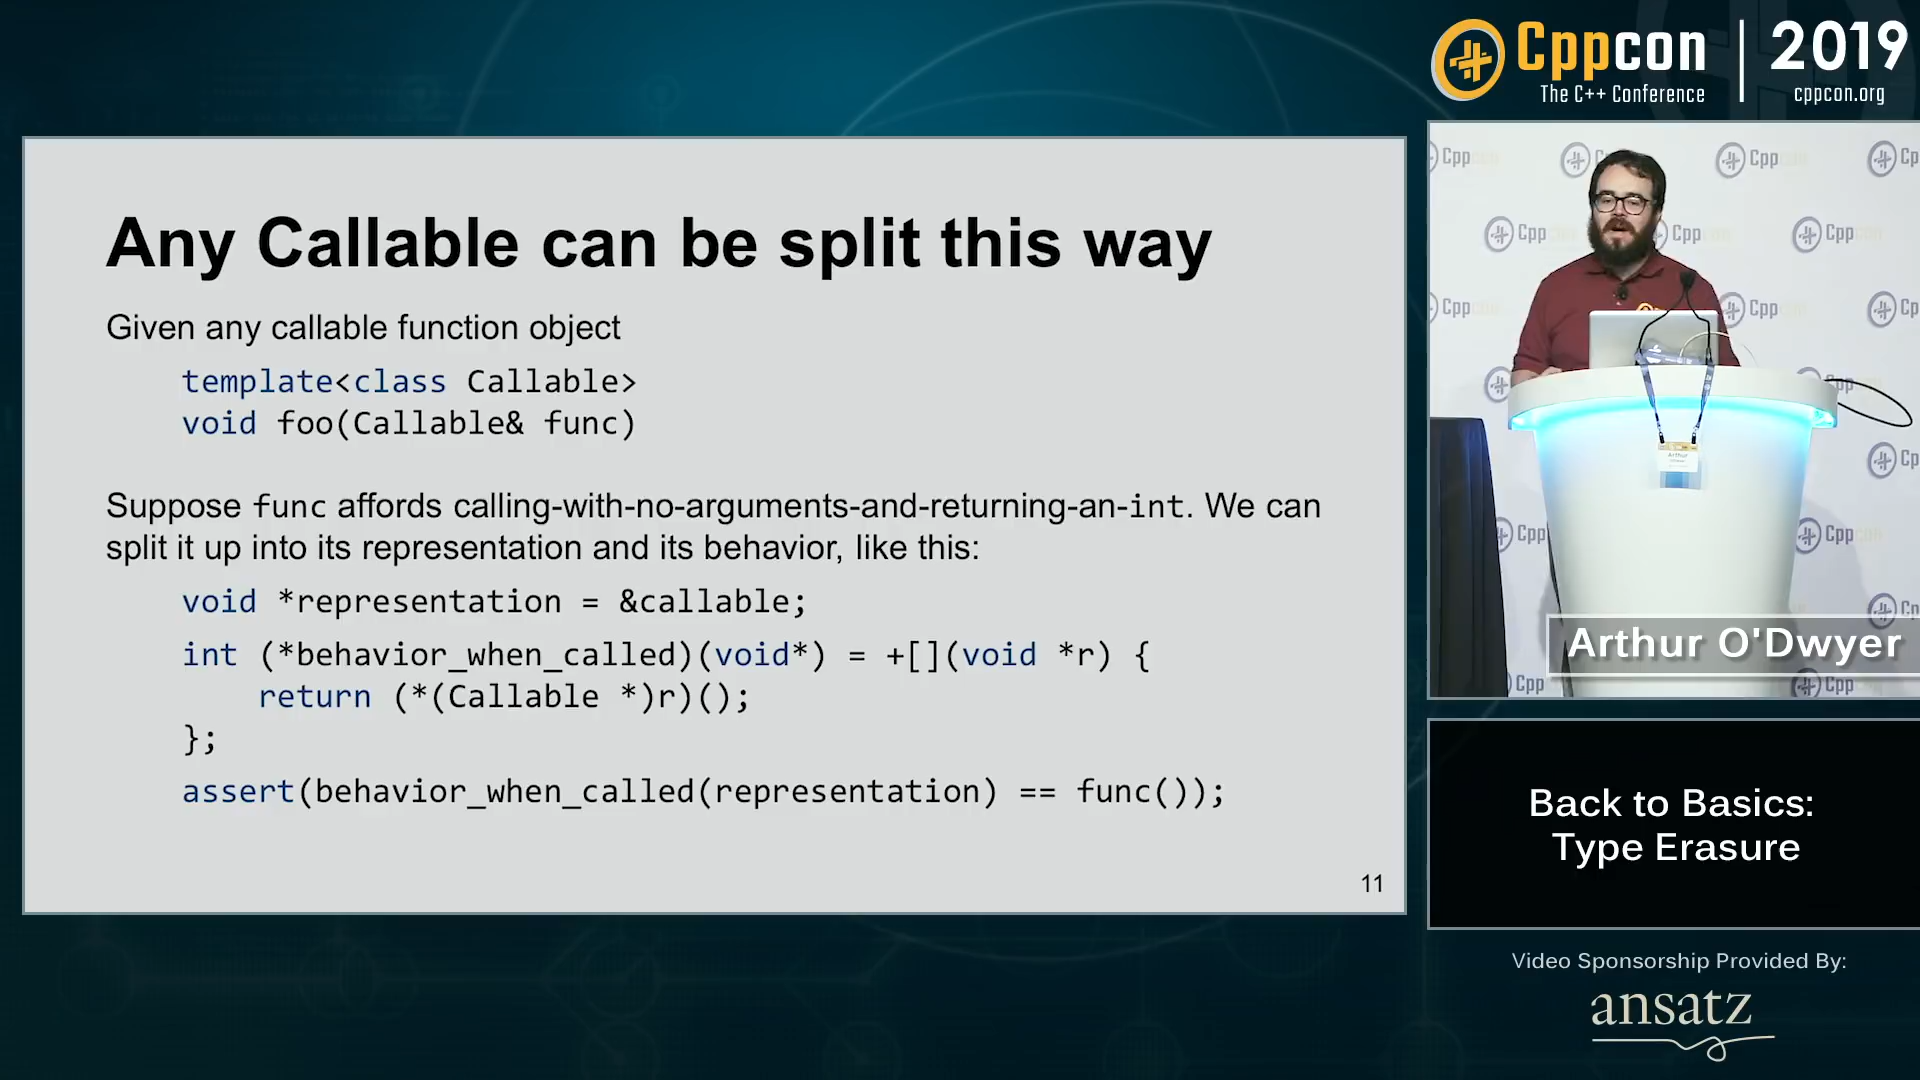 Cppcon
The C++ Conference
2019
cppcon.org
Any Callable can be split this way
Given any callable function object
template<class Callable>
void foo(Callable& func)
Suppose func affords calling-with-no-arguments-and-returning-an-int. We can
split it up into its representation and its behavior, like this:
void *representation = &callable;
int (*behavior_when_called)(void*) = +[](void *r) {
return (*(Callable *)r)();
};
assert(behavior_when_called(representation) == func());
11
Arthur
Arthur O'Dwyer
Back to Basics:
Type Erasure
Video Sponsorship Provided By:
ansatz